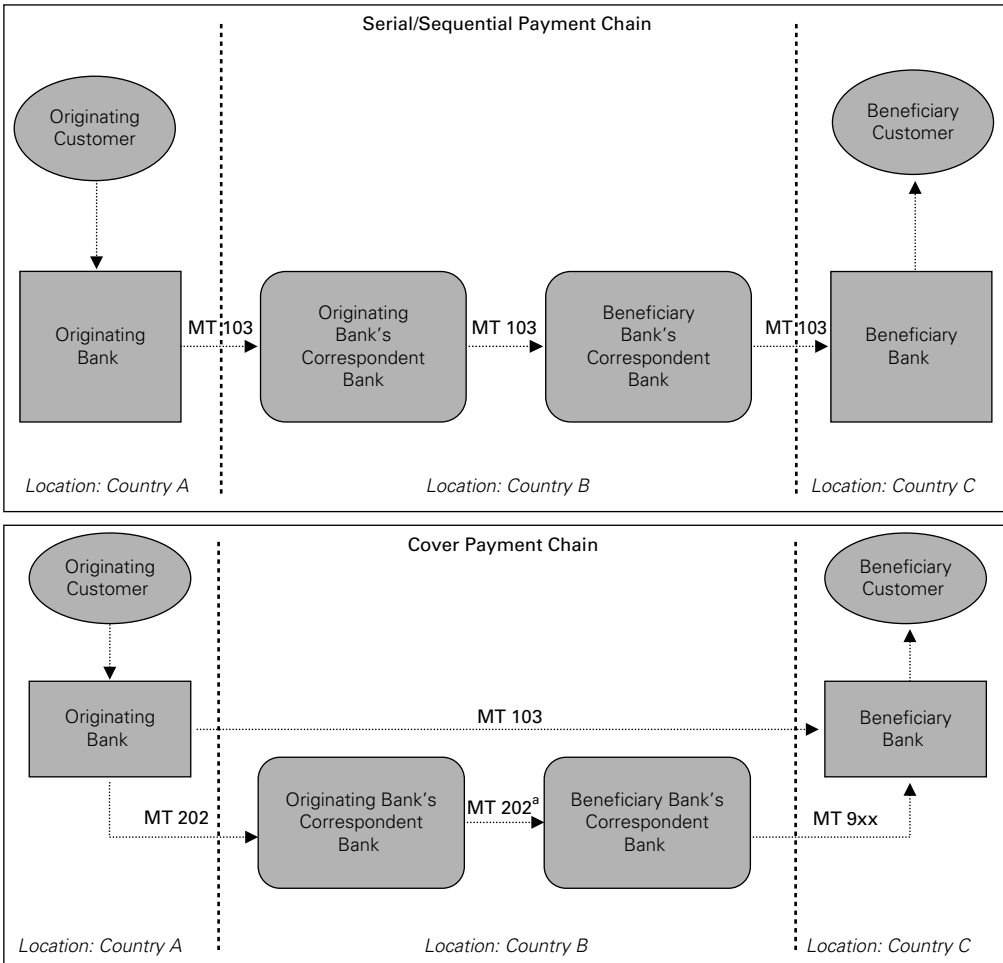 Serial/Sequential Payment Chain
Originating
Customer
Beneficiary
Customer
Originating
Bank
MT 103
Originating
Bank's
Correspondent
Bank
MT 103
Beneficiary
Bank's
Correspondent
Bank
MT 103
Beneficiary
Bank
Location: Country A
Location: Country B
Location: Country C
Cover Payment Chain
Originating
Customer
Beneficiary
Customer
Originating
Bank
MT 103
Beneficiary
Bank
MT 202
Originating Bank's
Correspondent
Bank
MT 202ª
Beneficiary Bank's
Correspondent
Bank
MT 9xx
Location: Country A
Location: Country B
Location: Country C